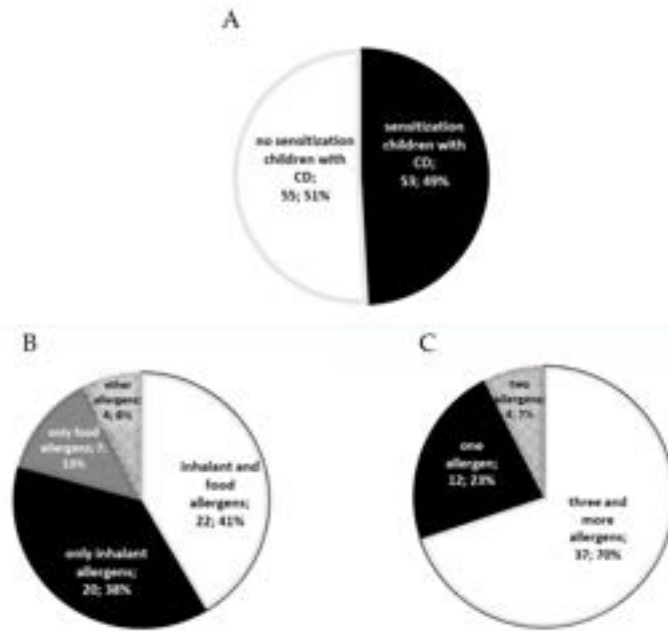 A
no sensitization
children with
CD;
55; 51%
sensitization
children with
CD;
53; 49%
B
other
allergens;
4; 8%
only food
allergens; 7;
13%
Inhalant and
food
allergens;
22; 41%
only inhalant
allergens;
20; 38%
C
two
allergens;
4; 7%
one
allergen;
12; 23%
three and
more
allergens;
37; 70%